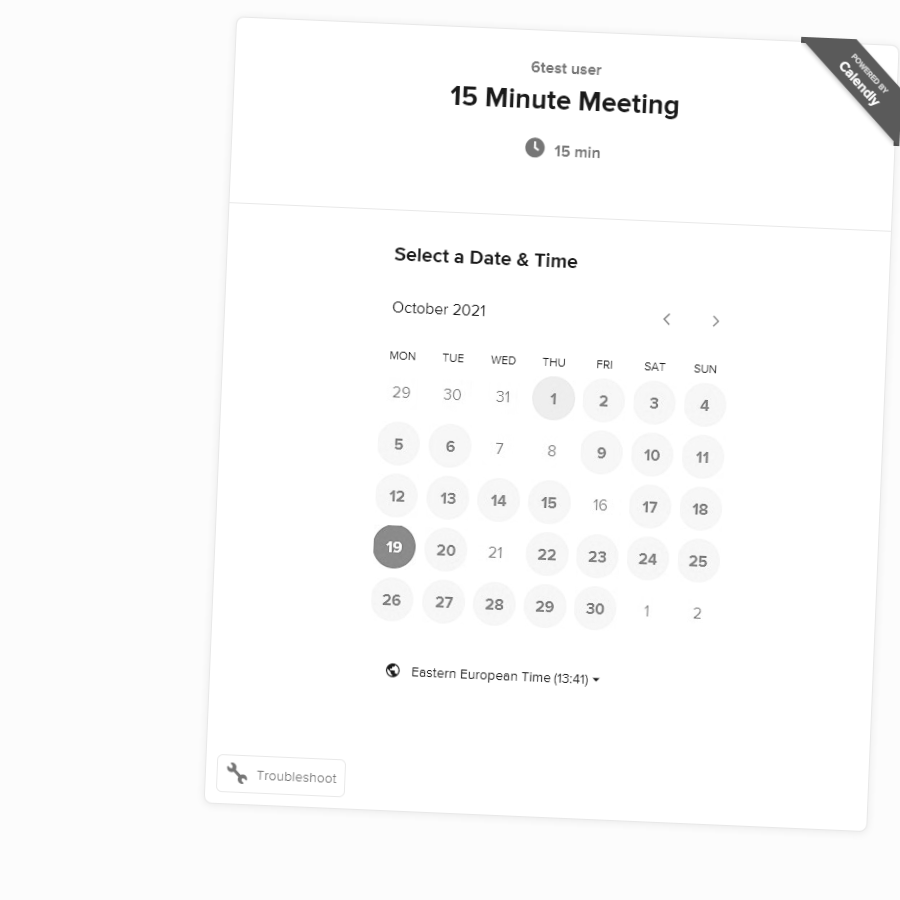 6test user
15 Minute Meeting
15 min
POWERED BY
Calendly
Select a Date & Time
October 2021
MON TUE WED THU FRI SAT SUN
29 30 31 1 2 3 4
5 6 7 8 9 10 11
12 13 14 15 16 17 18
19 20 21 22 23 24 25
26 27 28 29 30 1 2
Eastern European Time (13:41)
Troubleshoot